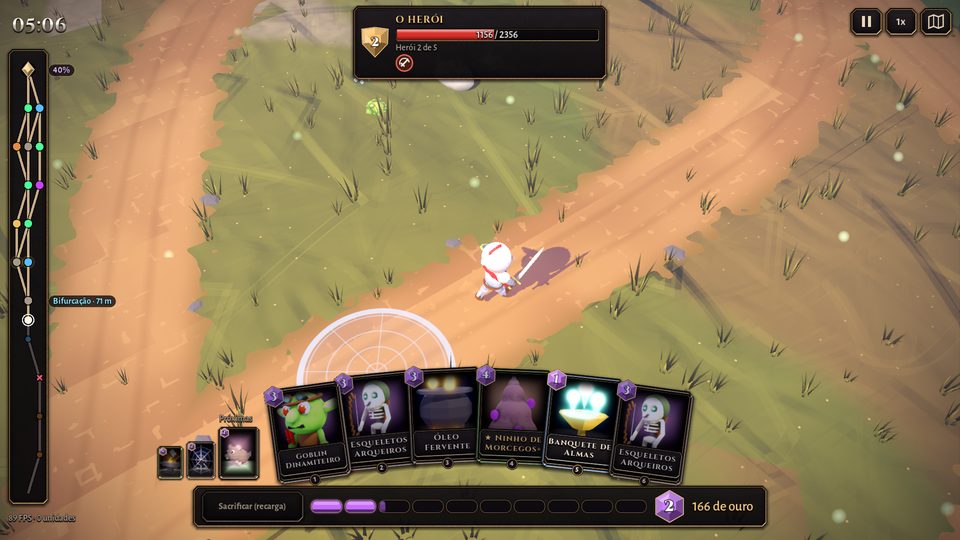 05:06
O HERÓI
2
1156 / 2356
Herói 2 de 5
1x
40%
Bifurcação · 71 m
Próximas
3
GOBLIN
DINAMITEIRO
1
3
ESQUELETOS
ARQUEIROS
2
3
ÓLEO
FERVENTE
3
4
★ NINHO DE
MORCEGOS
4
1
BANQUETE DE
ALMAS
5
3
ESQUELETOS
ARQUEIROS
6
Sacrificar (recarga)
2
166 de ouro
89 FPS · 0 unidades